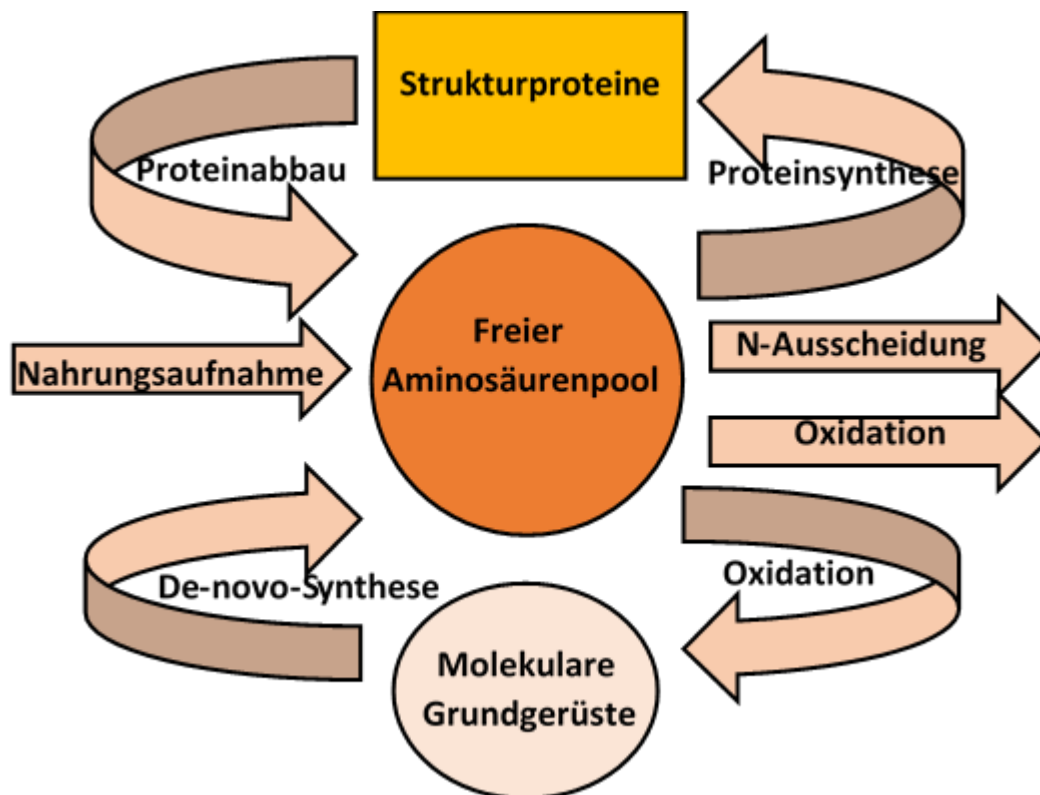 Strukturproteine
Proteinabbau
Proteinsynthese
Freier
Aminosäurenpool
Nahrungsaufnahme
N-Ausscheidung
Oxidation
De-novo-Synthese
Oxidation
Molekulare
Grundgerüste